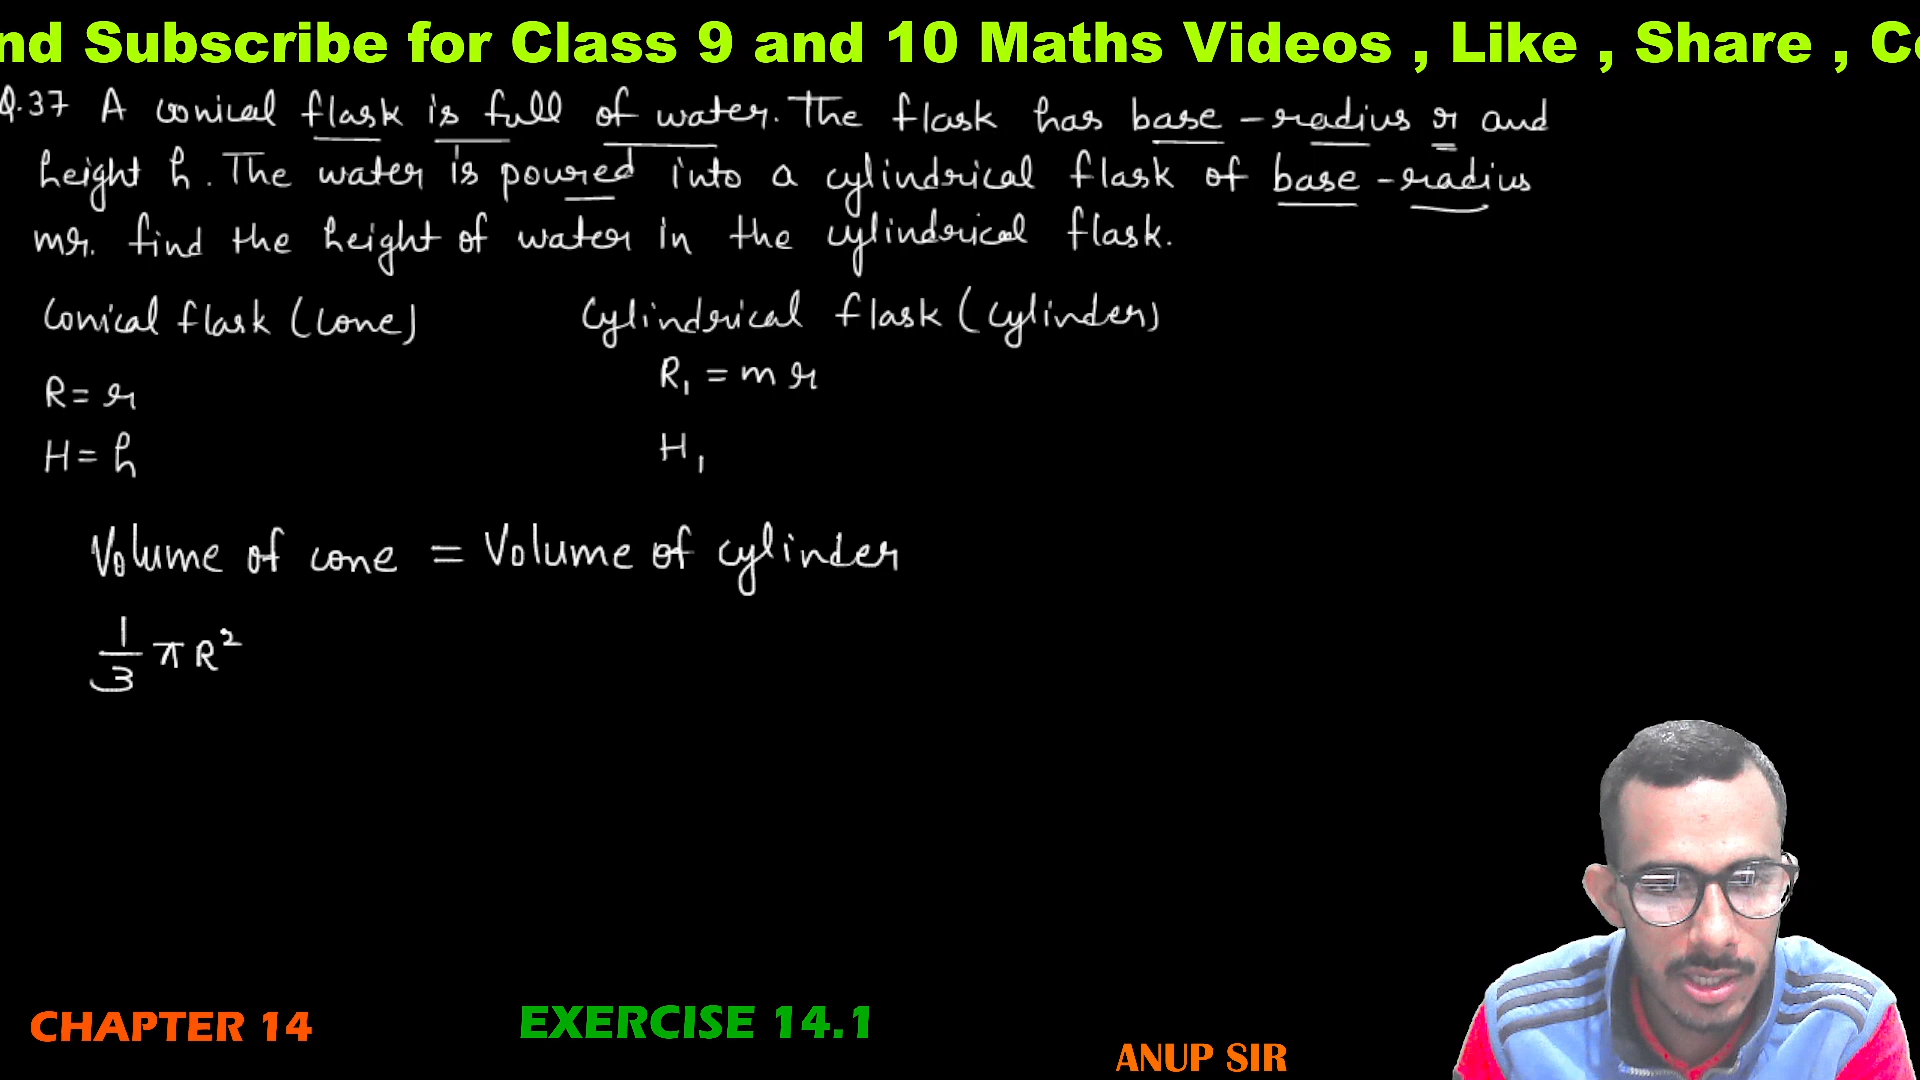 nd Subscribe for Class 9 and 10 Maths Videos , Like , Share , C
Q.37 A conical flask is full of water. The flask has base - radius r and
height h. The water is poured into a cylindrical flask of base - radius
mr. find the height of water in the cylindrical flask.
Conical flask (cone)
Cylindrical flask (cylinder)
R = r
R₁ = m r
H = h
H₁
Volume of cone = Volume of cylinder
1/3 π R²
CHAPTER 14
EXERCISE 14.1
ANUP SIR